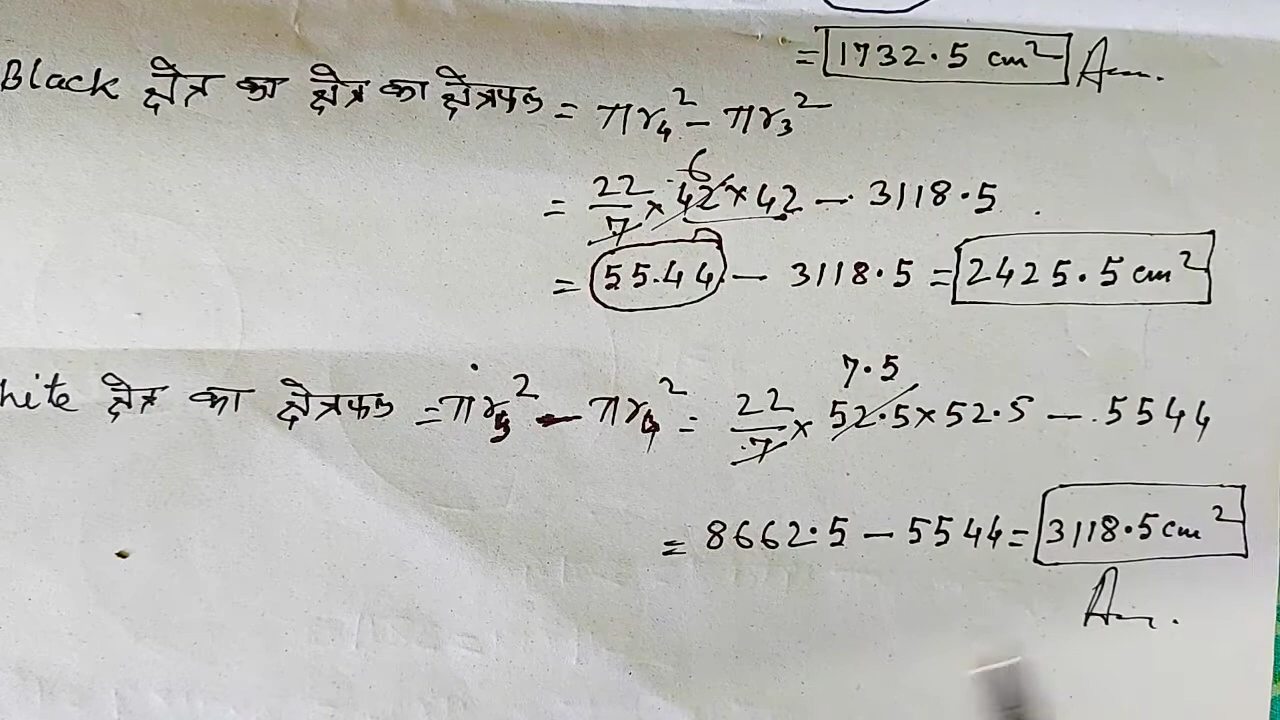 = 1732.5 cm² Ans.
Black क्षेत्र का क्षेत्र का क्षेत्रफल = πr₄² - πr₃²
6
= 22/7 × 42 × 42 - 3118.5
= 55.44 - 3118.5 = 2425.5 cm²
7.5
hite क्षेत्र का क्षेत्रफल = πr₅² - πr₄² = 22/7 × 52.5 × 52.5 - 5544
= 8662.5 - 5544 = 3118.5 cm²
Ans.